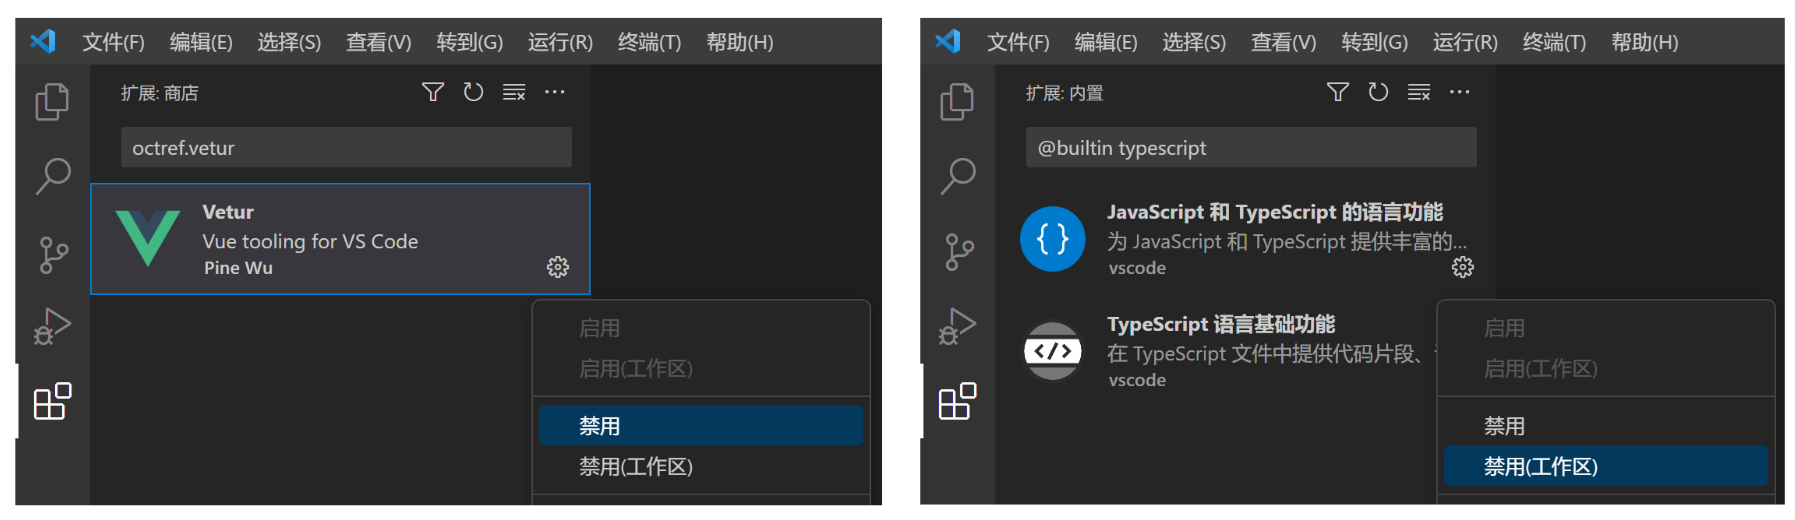 文件(F) 编辑(E) 选择(S) 查看(V) 转到(G) 运行(R) 终端(T) 帮助(H)
扩展: 商店
octref.vetur
Vetur
Vue tooling for VS Code
Pine Wu
启用
启用(工作区)
禁用
禁用(工作区)
文件(F) 编辑(E) 选择(S) 查看(V) 转到(G) 运行(R) 终端(T) 帮助(H)
扩展: 内置
@builtin typescript
JavaScript 和 TypeScript 的语言功能
为 JavaScript 和 TypeScript 提供丰富的...
vscode
TypeScript 语言基础功能
在 TypeScript 文件中提供代码片段、
vscode
启用
启用(工作区)
禁用
禁用(工作区)